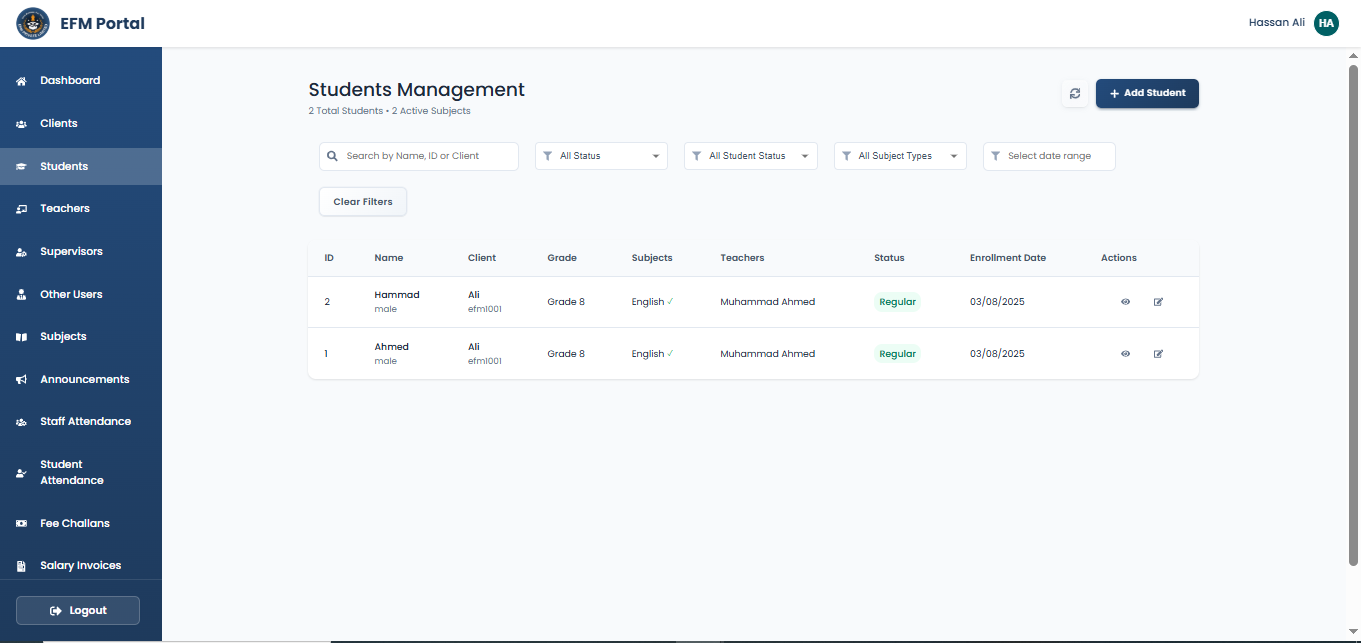 EFM Portal
Hassan Ali HA
Dashboard
Clients
Students
Teachers
Supervisors
Other Users
Subjects
Announcements
Staff Attendance
Student
Attendance
Fee Challans
Salary Invoices
Logout
Students Management
2 Total Students • 2 Active Subjects
+ Add Student
Search by Name, ID or Client
All Status
All Student Status
All Subject Types
Select date range
Clear Filters
ID Name Client Grade Subjects Teachers Status Enrollment Date Actions
2 Hammad Ali Grade 8 English ✓ Muhammad Ahmed Regular 03/08/2025
male efm1001
1 Ahmed Ali Grade 8 English ✓ Muhammad Ahmed Regular 03/08/2025
male efm1001